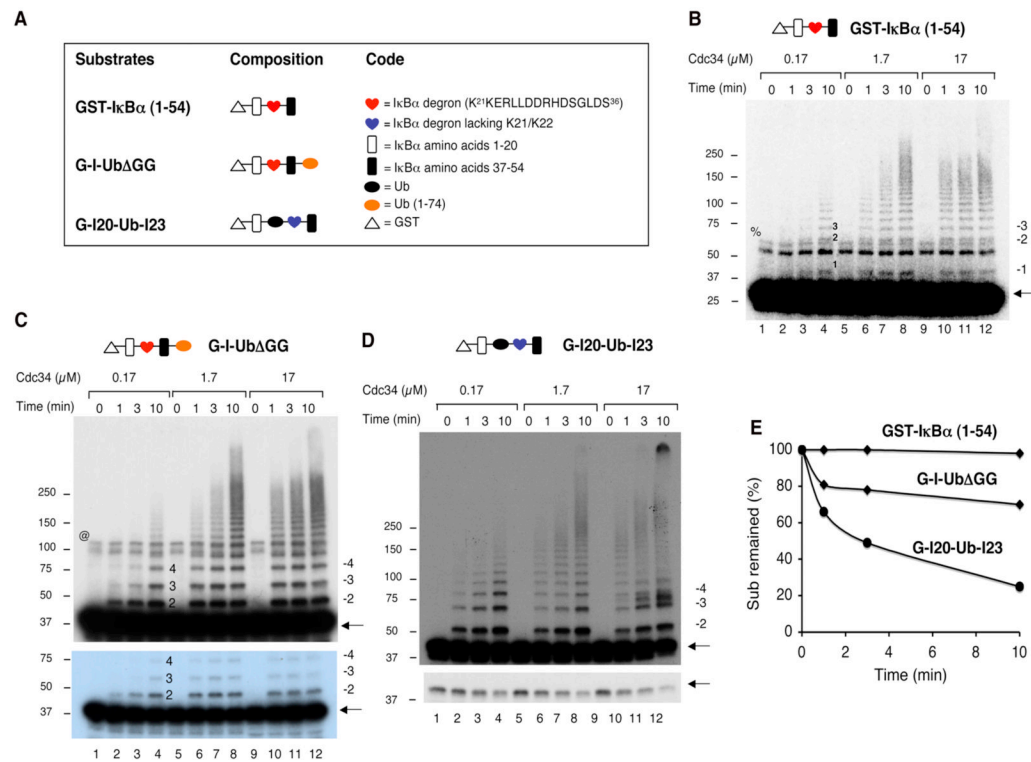 A
Substrates Composition Code
GST-IκBα (1-54)
G-I-UbΔGG
G-I20-Ub-I23
= IκBα degron (K²¹KERLLDDRHDSGLDS³⁶)
= IκBα degron lacking K21/K22
= IκBα amino acids 1-20
= IκBα amino acids 37-54
= Ub
= Ub (1-74)
= GST
B
GST-IκBα (1-54)
Cdc34 (µM) 0.17 1.7 17
Time (min) 0 1 3 10 0 1 3 10 0 1 3 10
250
150
100
75
50
37
25
%
3
2
1
-3
-2
-1
1 2 3 4 5 6 7 8 9 10 11 12
C
G-I-UbΔGG
Cdc34 (µM) 0.17 1.7 17
Time (min) 0 1 3 10 0 1 3 10 0 1 3 10
250
150
100
75
50
37
@
4
3
2
-4
-3
-2
75
50
37
4
3
2
-4
-3
-2
1 2 3 4 5 6 7 8 9 10 11 12
D
G-I20-Ub-I23
Cdc34 (µM) 0.17 1.7 17
Time (min) 0 1 3 10 0 1 3 10 0 1 3 10
250
150
100
75
50
37
-4
-3
-2
37
1 2 3 4 5 6 7 8 9 10 11 12
E
GST-IκBα (1-54)
G-I-UbΔGG
G-I20-Ub-I23
Sub remained (%)
100
80
60
40
20
0
0 2 4 6 8 10
Time (min)